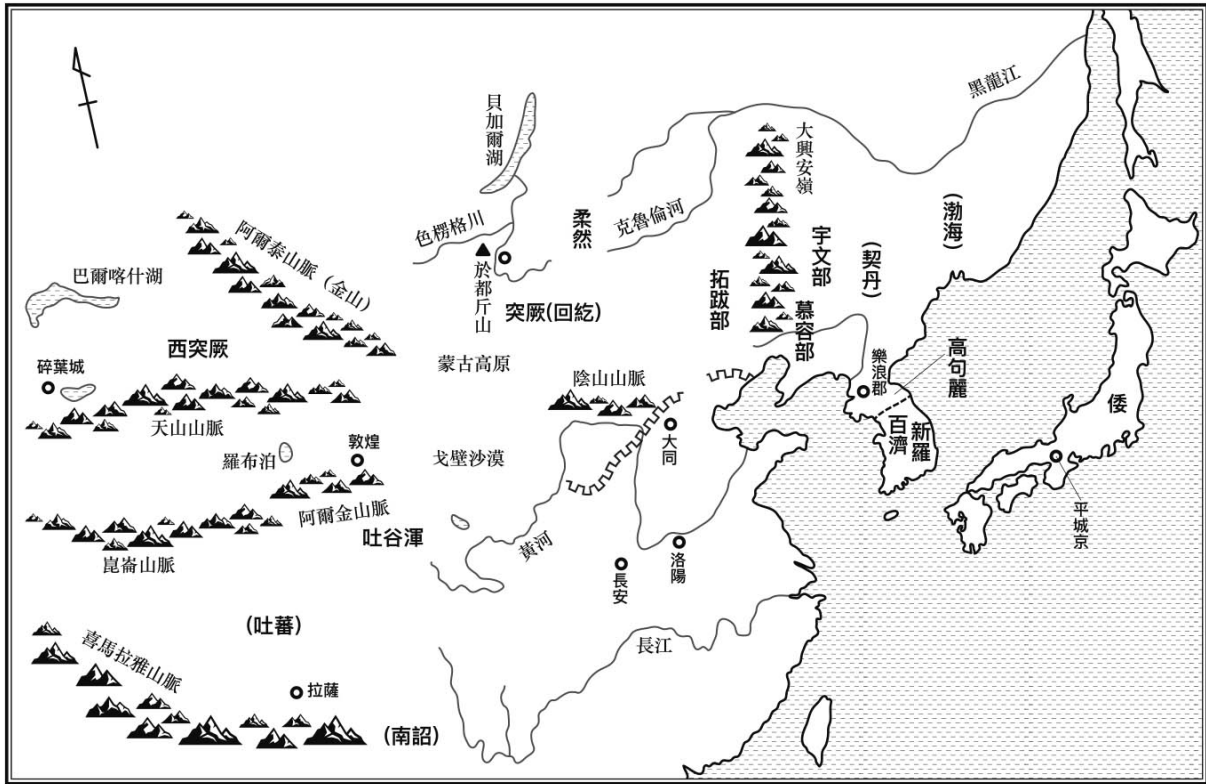 黑龍江
貝加爾湖
大興安嶺
色楞格川
柔然
克魯倫河
(渤海)
阿爾泰山脈（金山）
於都斤山
宇文部
(契丹)
巴爾喀什湖
拓跋部
突厥(回紇)
慕容部
西突厥
蒙古高原
高句麗
樂浪郡
碎葉城
陰山山脈
倭
天山山脈
百濟
新羅
大同
敦煌
羅布泊
戈壁沙漠
阿爾金山脈
平城京
吐谷渾
黃河
崑崙山脈
洛陽
長安
(吐蕃)
喜馬拉雅山脈
長江
拉薩
(南詔)